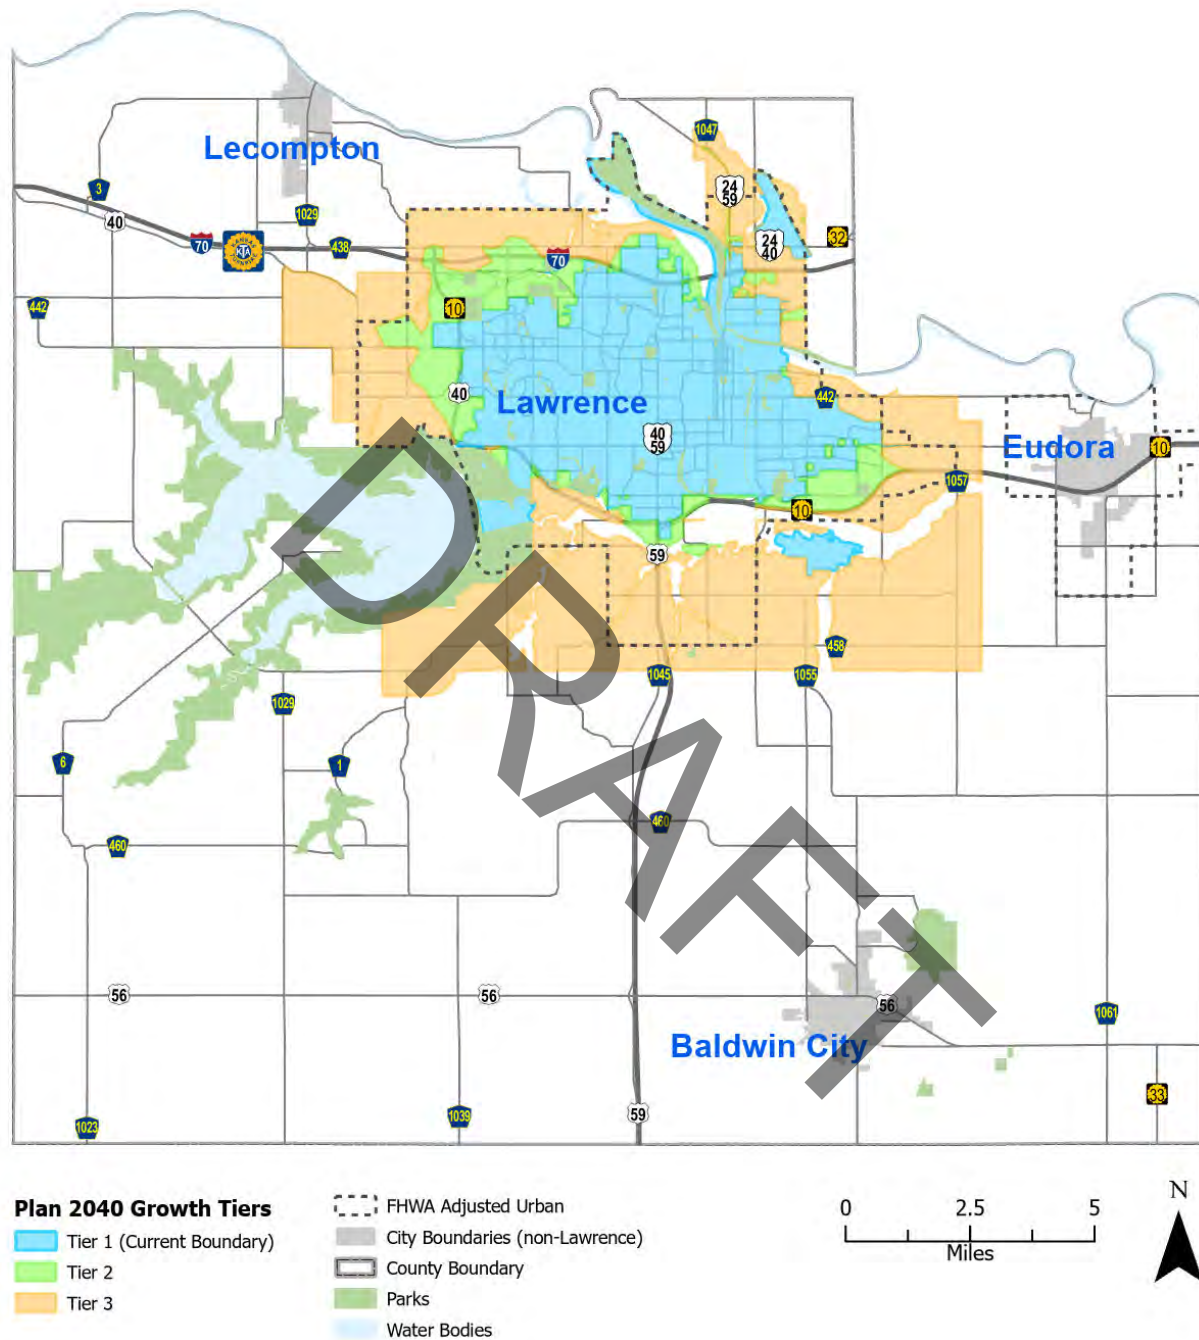 1047
Lecompton
24
59
3
1029
40
24
40
32
70
KANSAS
KTA
TURNPIKE
438
70
442
10
40
Lawrence
442
40
59
Eudora
10
1057
10
59
458
1045
1055
1029
6
1
460
460
DRAFT
56
56
56
1061
Baldwin City
33
59
1023
1039
Plan 2040 Growth Tiers
Tier 1 (Current Boundary)
Tier 2
Tier 3
FHWA Adjusted Urban
City Boundaries (non-Lawrence)
County Boundary
Parks
Water Bodies
0 2.5 5
Miles
N